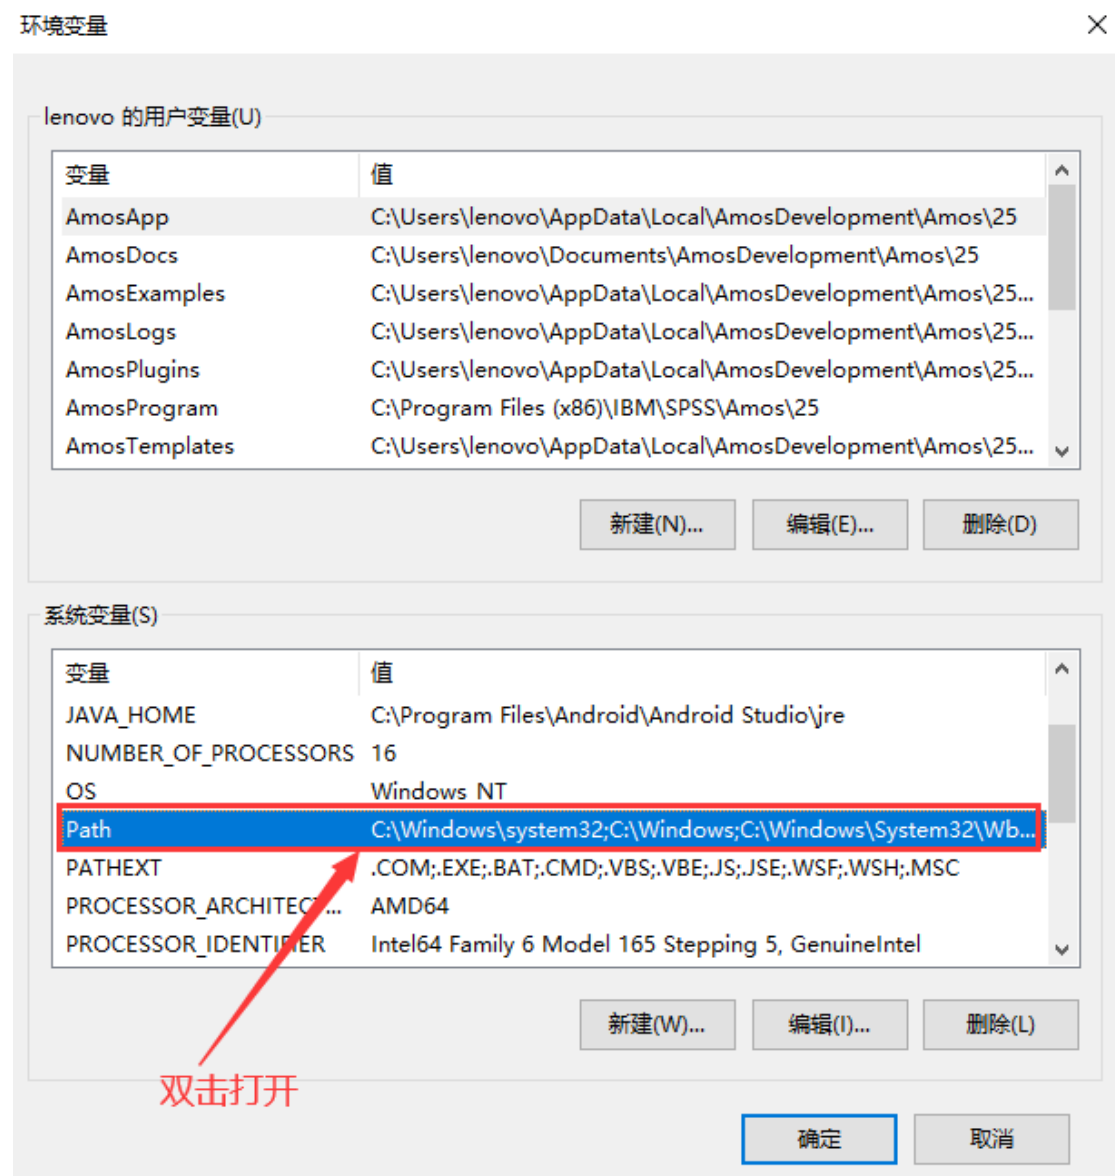 环境变量
lenovo 的用户变量(U)
变量 值
AmosApp C:\Users\lenovo\AppData\Local\AmosDevelopment\Amos\25
AmosDocs C:\Users\lenovo\Documents\AmosDevelopment\Amos\25
AmosExamples C:\Users\lenovo\AppData\Local\AmosDevelopment\Amos\25...
AmosLogs C:\Users\lenovo\AppData\Local\AmosDevelopment\Amos\25...
AmosPlugins C:\Users\lenovo\AppData\Local\AmosDevelopment\Amos\25...
AmosProgram C:\Program Files (x86)\IBM\SPSS\Amos\25
AmosTemplates C:\Users\lenovo\AppData\Local\AmosDevelopment\Amos\25...
新建(N)... 编辑(E)... 删除(D)
系统变量(S)
变量 值
JAVA_HOME C:\Program Files\Android\Android Studio\jre
NUMBER_OF_PROCESSORS 16
OS Windows_NT
Path C:\Windows\system32;C:\Windows;C:\Windows\System32\Wb...
PATHEXT .COM;.EXE;.BAT;.CMD;.VBS;.VBE;.JS;.JSE;.WSF;.WSH;.MSC
PROCESSOR_ARCHITECT... AMD64
PROCESSOR_IDENTIFIER Intel64 Family 6 Model 165 Stepping 5, GenuineIntel
新建(W)... 编辑(I)... 删除(L)
双击打开
确定 取消